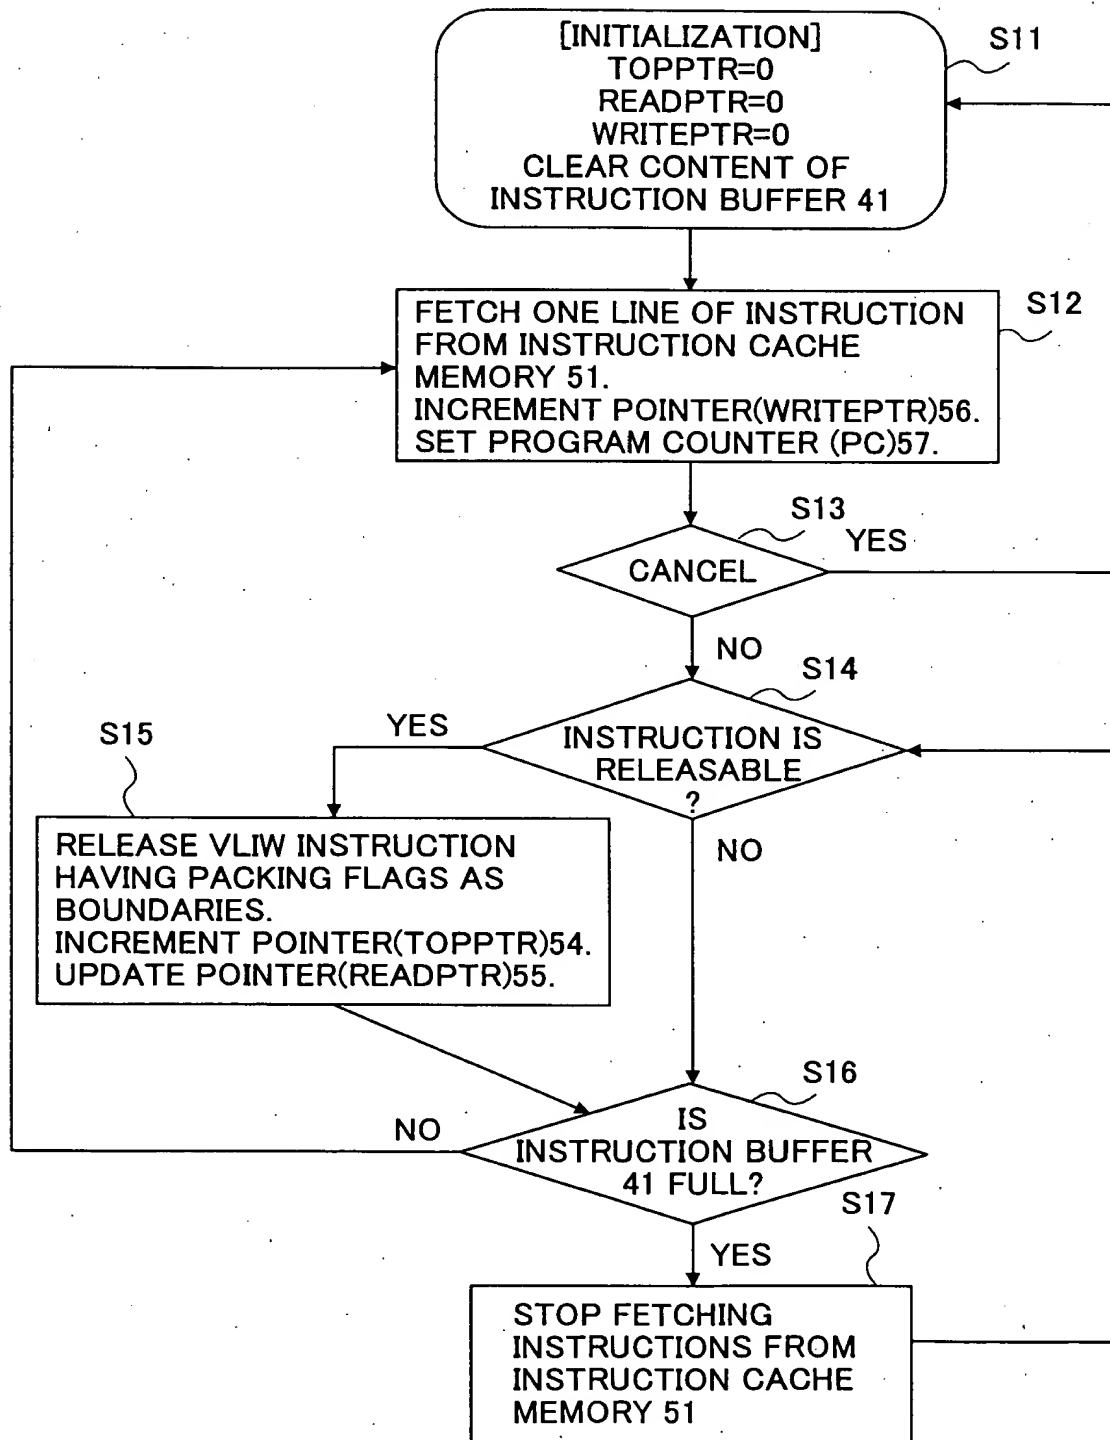 [INITIALIZATION]
TOPPTR=0
READPTR=0
WRITEPTR=0
CLEAR CONTENT OF
INSTRUCTION BUFFER 41
S11
FETCH ONE LINE OF INSTRUCTION
FROM INSTRUCTION CACHE
MEMORY 51.
INCREMENT POINTER(WRITEPTR)56.
SET PROGRAM COUNTER (PC)57.
S12
S13
CANCEL
YES
NO
S14
INSTRUCTION IS
RELEASABLE
?
YES
NO
S15
RELEASE VLIW INSTRUCTION
HAVING PACKING FLAGS AS
BOUNDARIES.
INCREMENT POINTER(TOPPTR)54.
UPDATE POINTER(READPTR)55.
S16
IS
INSTRUCTION BUFFER
41 FULL?
NO
YES
S17
STOP FETCHING
INSTRUCTIONS FROM
INSTRUCTION CACHE
MEMORY 51